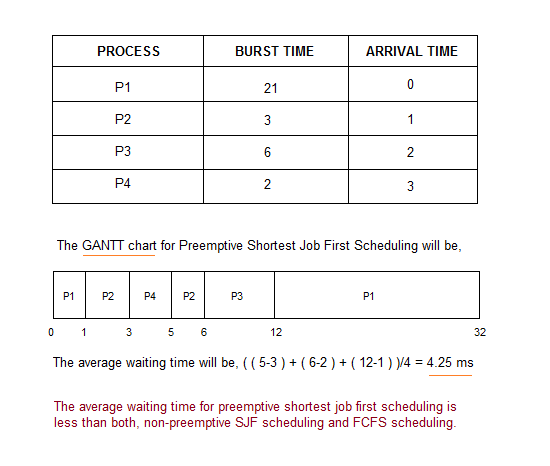 PROCESS BURST TIME ARRIVAL TIME
P1 21 0
P2 3 1
P3 6 2
P4 2 3
The GANTT chart for Preemptive Shortest Job First Scheduling will be,
P1 P2 P4 P2 P3 P1
0 1 3 5 6 12 32
The average waiting time will be, ( ( 5-3 ) + ( 6-2 ) + ( 12-1 ) )/4 = 4.25 ms
The average waiting time for preemptive shortest job first scheduling is
less than both, non-preemptive SJF scheduling and FCFS scheduling.